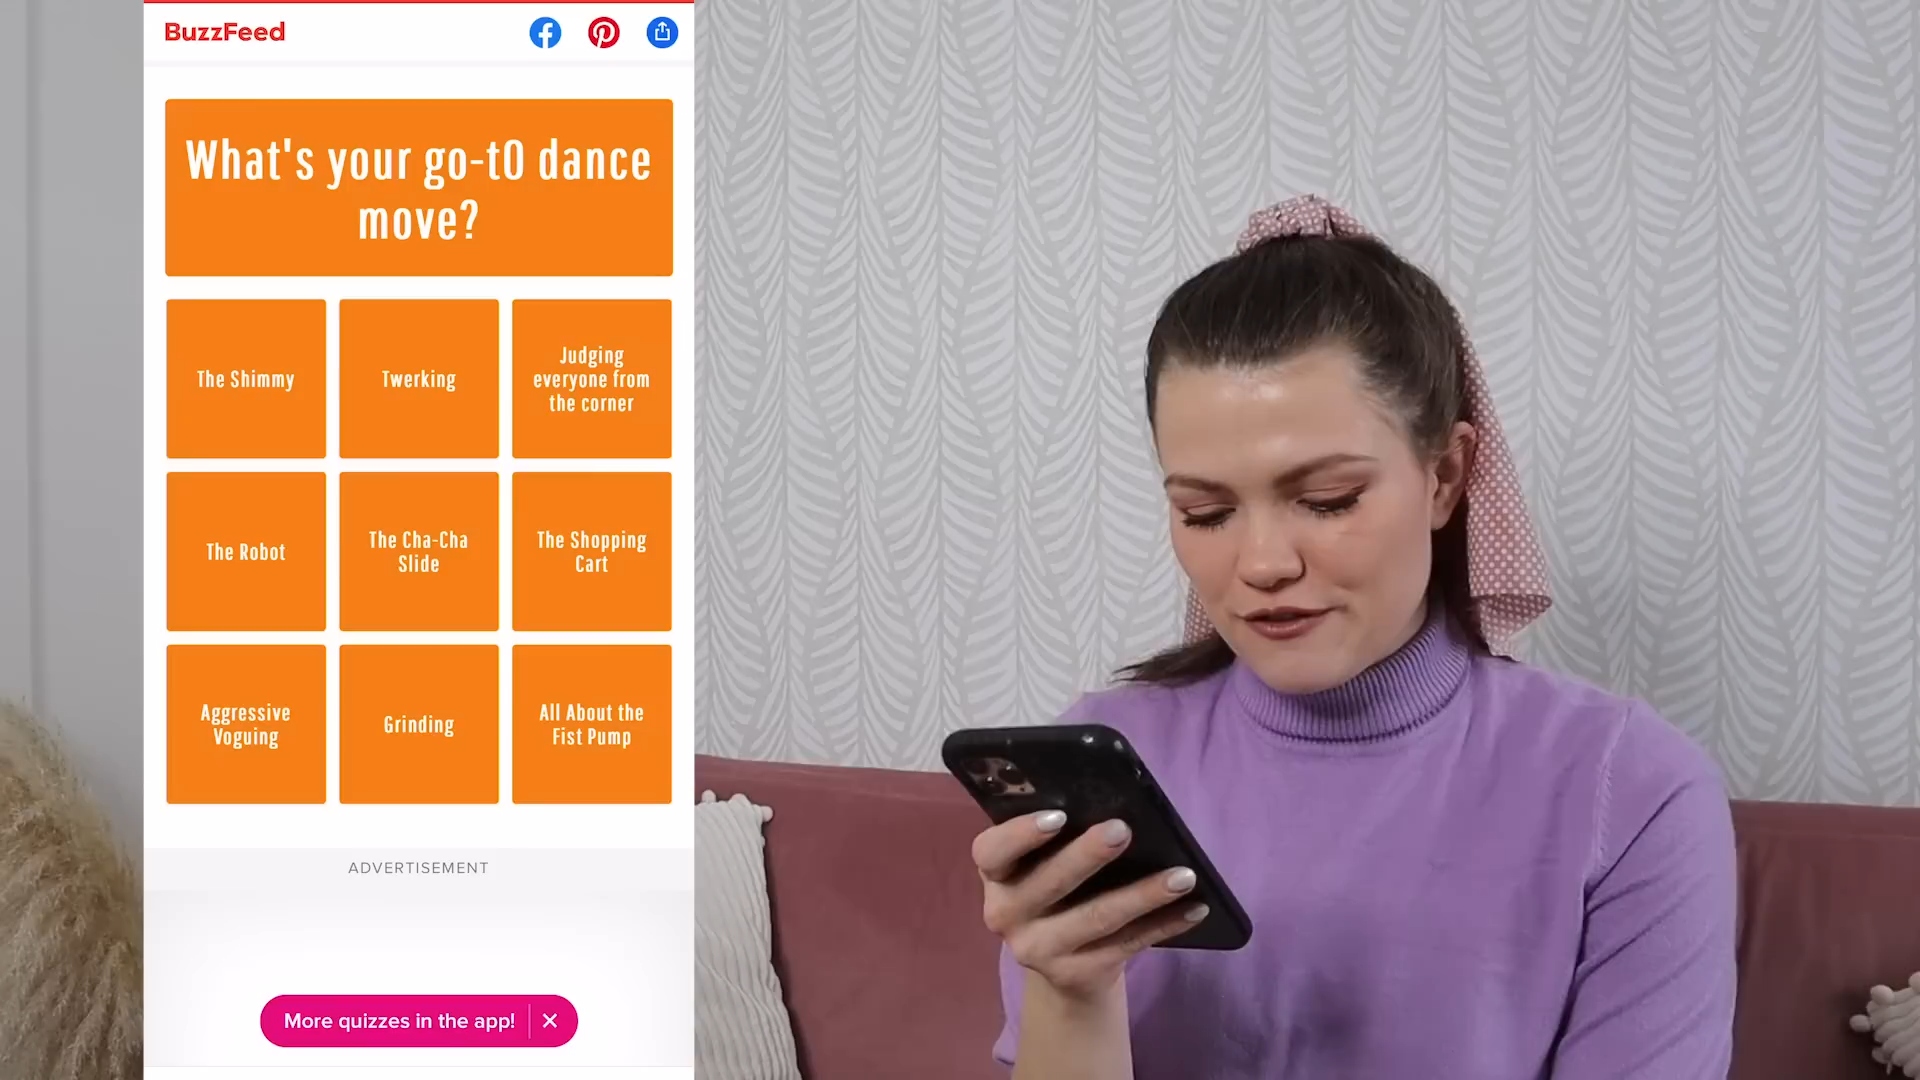 BuzzFeed
What's your go-tO dance
move?
The Shimmy
Twerking
Judging
everyone from
the corner
The Robot
The Cha-Cha
Slide
The Shopping
Cart
Aggressive
Voguing
Grinding
All About the
Fist Pump
ADVERTISEMENT
More quizzes in the app!